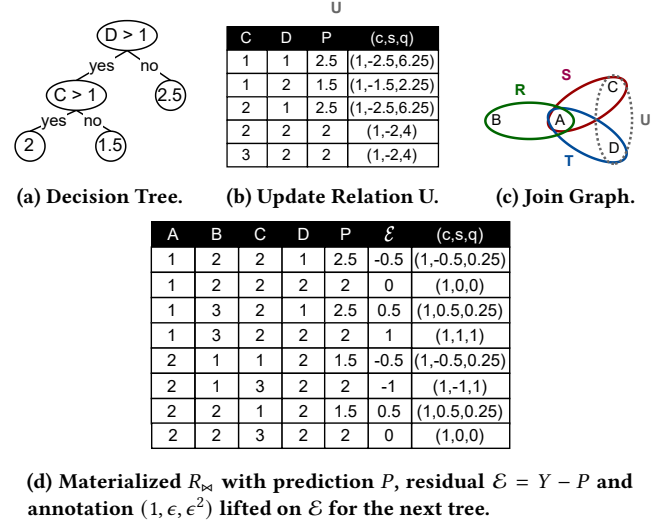 U
D > 1
yes no
C > 1 2.5
yes no
2 1.5
(a) Decision Tree.
C D P (c,s,q)
1 1 2.5 (1,-2.5,6.25)
1 2 1.5 (1,-1.5,2.25)
2 1 2.5 (1,-2.5,6.25)
2 2 2 (1,-2,4)
3 2 2 (1,-2,4)
(b) Update Relation U.
S
R C
B A U
D
T
(c) Join Graph.
A B C D P ℰ (c,s,q)
1 2 2 1 2.5 -0.5 (1,-0.5,0.25)
1 2 2 2 2 0 (1,0,0)
1 3 2 1 2.5 0.5 (1,0.5,0.25)
1 3 2 2 2 1 (1,1,1)
2 1 1 2 1.5 -0.5 (1,-0.5,0.25)
2 1 3 2 2 -1 (1,-1,1)
2 2 1 2 1.5 0.5 (1,0.5,0.25)
2 2 3 2 2 0 (1,0,0)
(d) Materialized R⋈ with prediction P, residual ℰ = Y − P and
annotation (1, ϵ, ϵ²) lifted on ℰ for the next tree.